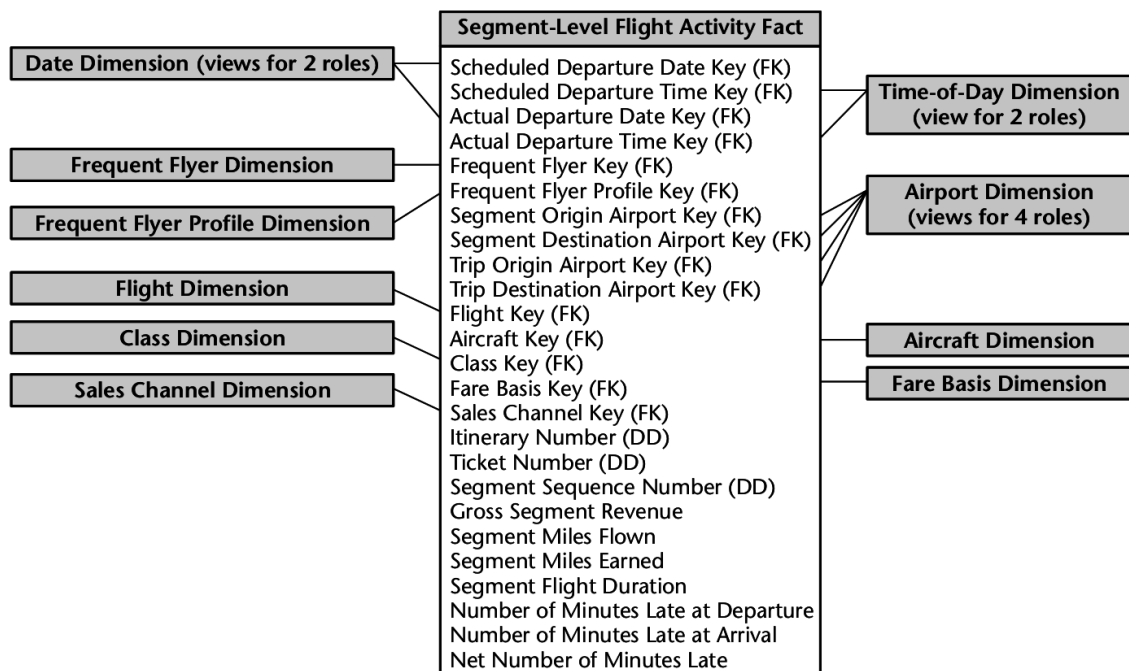 Segment-Level Flight Activity Fact
Scheduled Departure Date Key (FK)
Scheduled Departure Time Key (FK)
Actual Departure Date Key (FK)
Actual Departure Time Key (FK)
Frequent Flyer Key (FK)
Frequent Flyer Profile Key (FK)
Segment Origin Airport Key (FK)
Segment Destination Airport Key (FK)
Trip Origin Airport Key (FK)
Trip Destination Airport Key (FK)
Flight Key (FK)
Aircraft Key (FK)
Class Key (FK)
Fare Basis Key (FK)
Sales Channel Key (FK)
Itinerary Number (DD)
Ticket Number (DD)
Segment Sequence Number (DD)
Gross Segment Revenue
Segment Miles Flown
Segment Miles Earned
Segment Flight Duration
Number of Minutes Late at Departure
Number of Minutes Late at Arrival
Net Number of Minutes Late
Date Dimension (views for 2 roles)
Frequent Flyer Dimension
Frequent Flyer Profile Dimension
Flight Dimension
Class Dimension
Sales Channel Dimension
Time-of-Day Dimension
(view for 2 roles)
Airport Dimension
(views for 4 roles)
Aircraft Dimension
Fare Basis Dimension